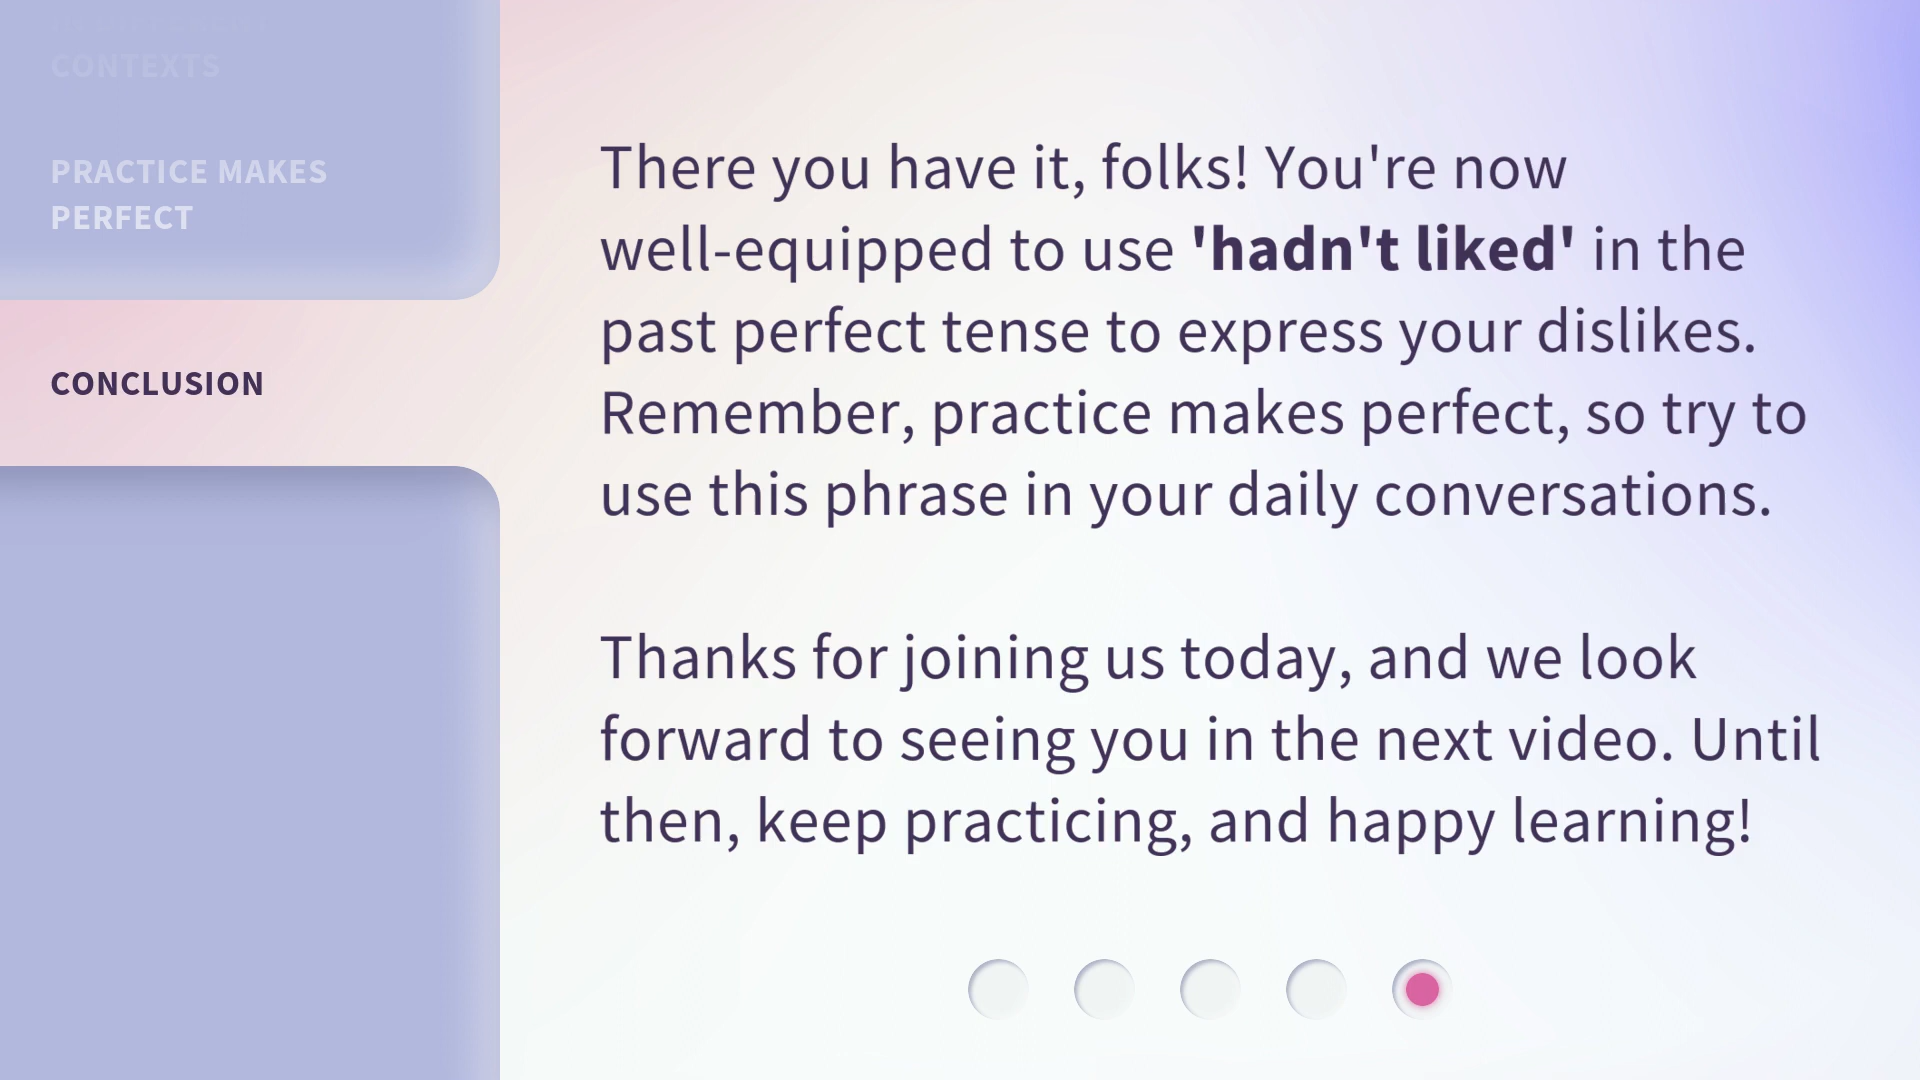 CONTEXTS
PRACTICE MAKES
PERFECT
CONCLUSION
There you have it, folks! You're now
well-equipped to use 'hadn't liked' in the
past perfect tense to express your dislikes.
Remember, practice makes perfect, so try to
use this phrase in your daily conversations.
Thanks for joining us today, and we look
forward to seeing you in the next video. Until
then, keep practicing, and happy learning!